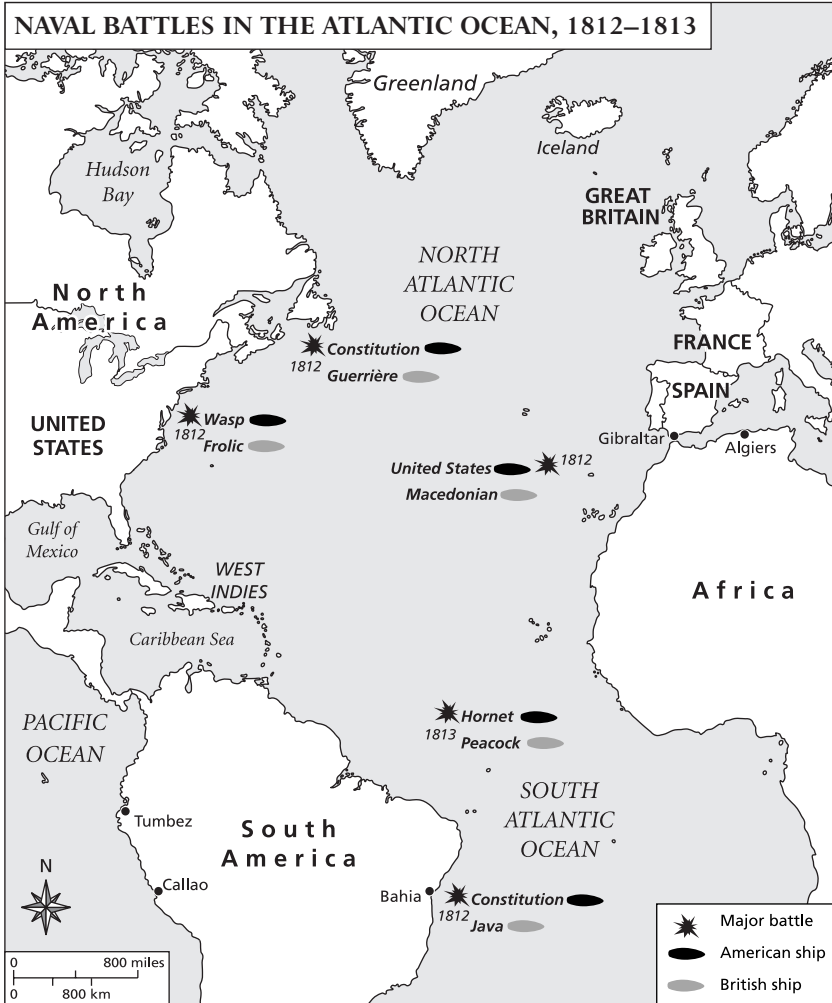 NAVAL BATTLES IN THE ATLANTIC OCEAN, 1812–1813
Greenland
Iceland
Hudson
Bay
GREAT
BRITAIN
NORTH
ATLANTIC
OCEAN
North
America
Constitution
1812
Guerrière
FRANCE
SPAIN
UNITED
STATES
Wasp
1812
Frolic
Gibraltar
Algiers
United States
1812
Macedonian
Gulf of
Mexico
WEST
INDIES
Africa
Caribbean Sea
PACIFIC
OCEAN
Hornet
1813
Peacock
SOUTH
ATLANTIC
OCEAN
Tumbez
South
America
N
Callao
Bahia
Constitution
1812
Java
Major battle
American ship
British ship
0 800 miles
0 800 km